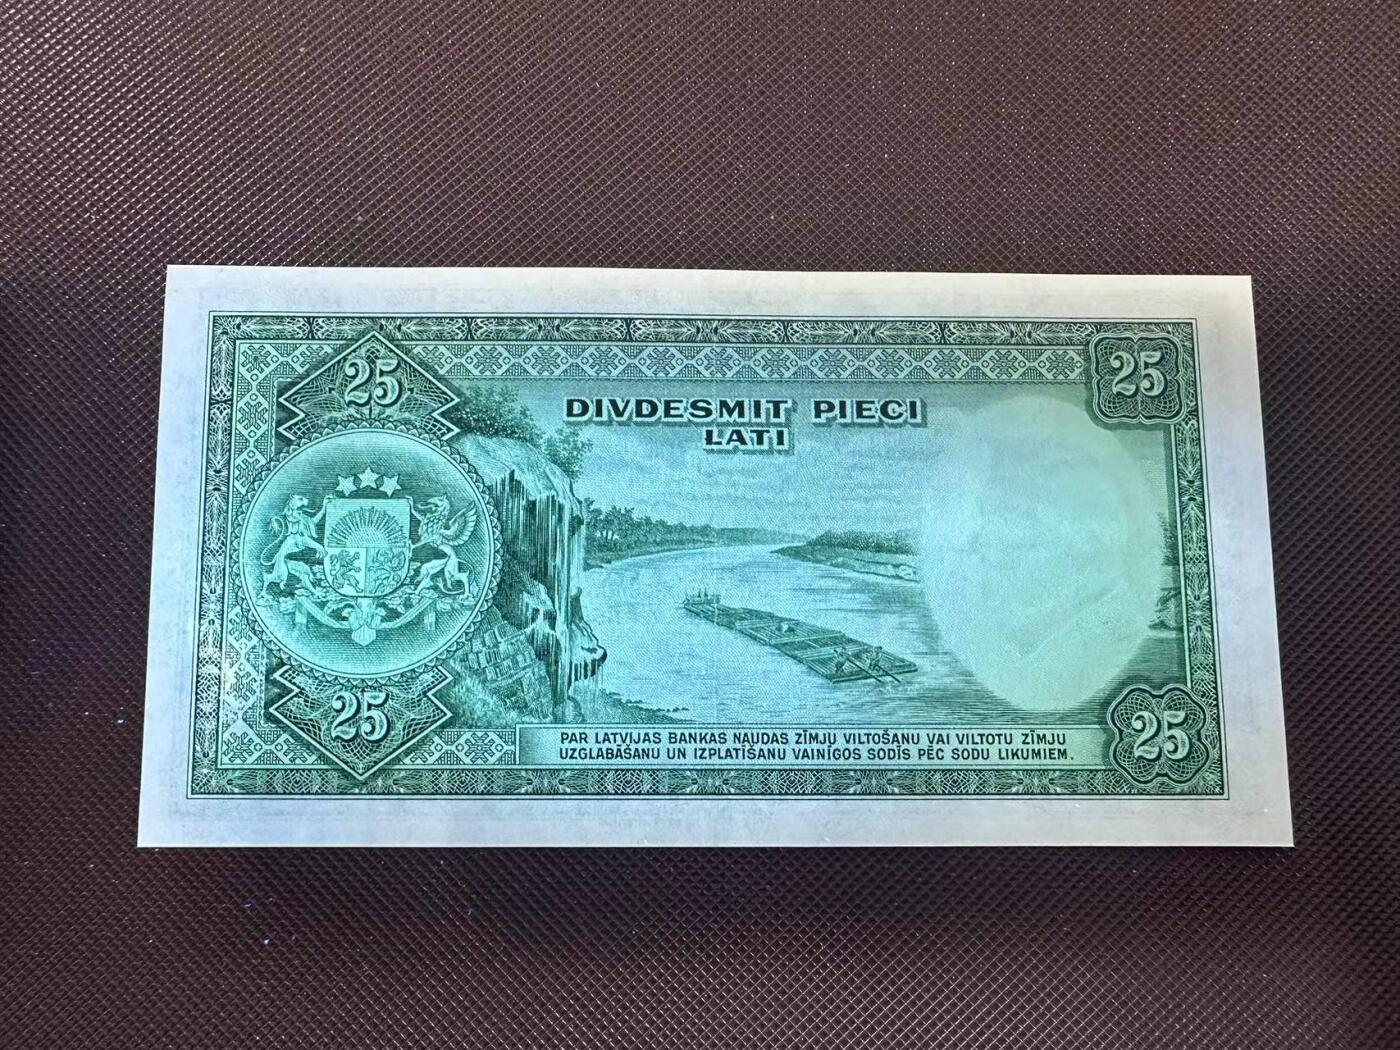 25
25
DIVDESMIT PIECI
LATI
25
25
PAR LATVIJAS BANKAS NAUDAS ZĪMJU VILTOŠANU VAI VILTOTU ZĪMJU
UZGLABĀŠANU UN IZPLATĪŠANU VAINĪGOS SODĪS PĒC SODU LIKUMIEM.